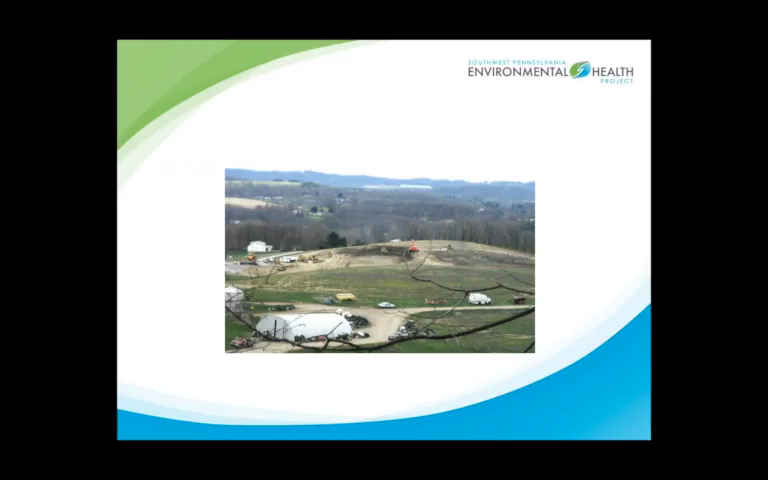 SOUTHWEST PENNSYLVANIA
ENVIRONMENTAL HEALTH
PROJECT